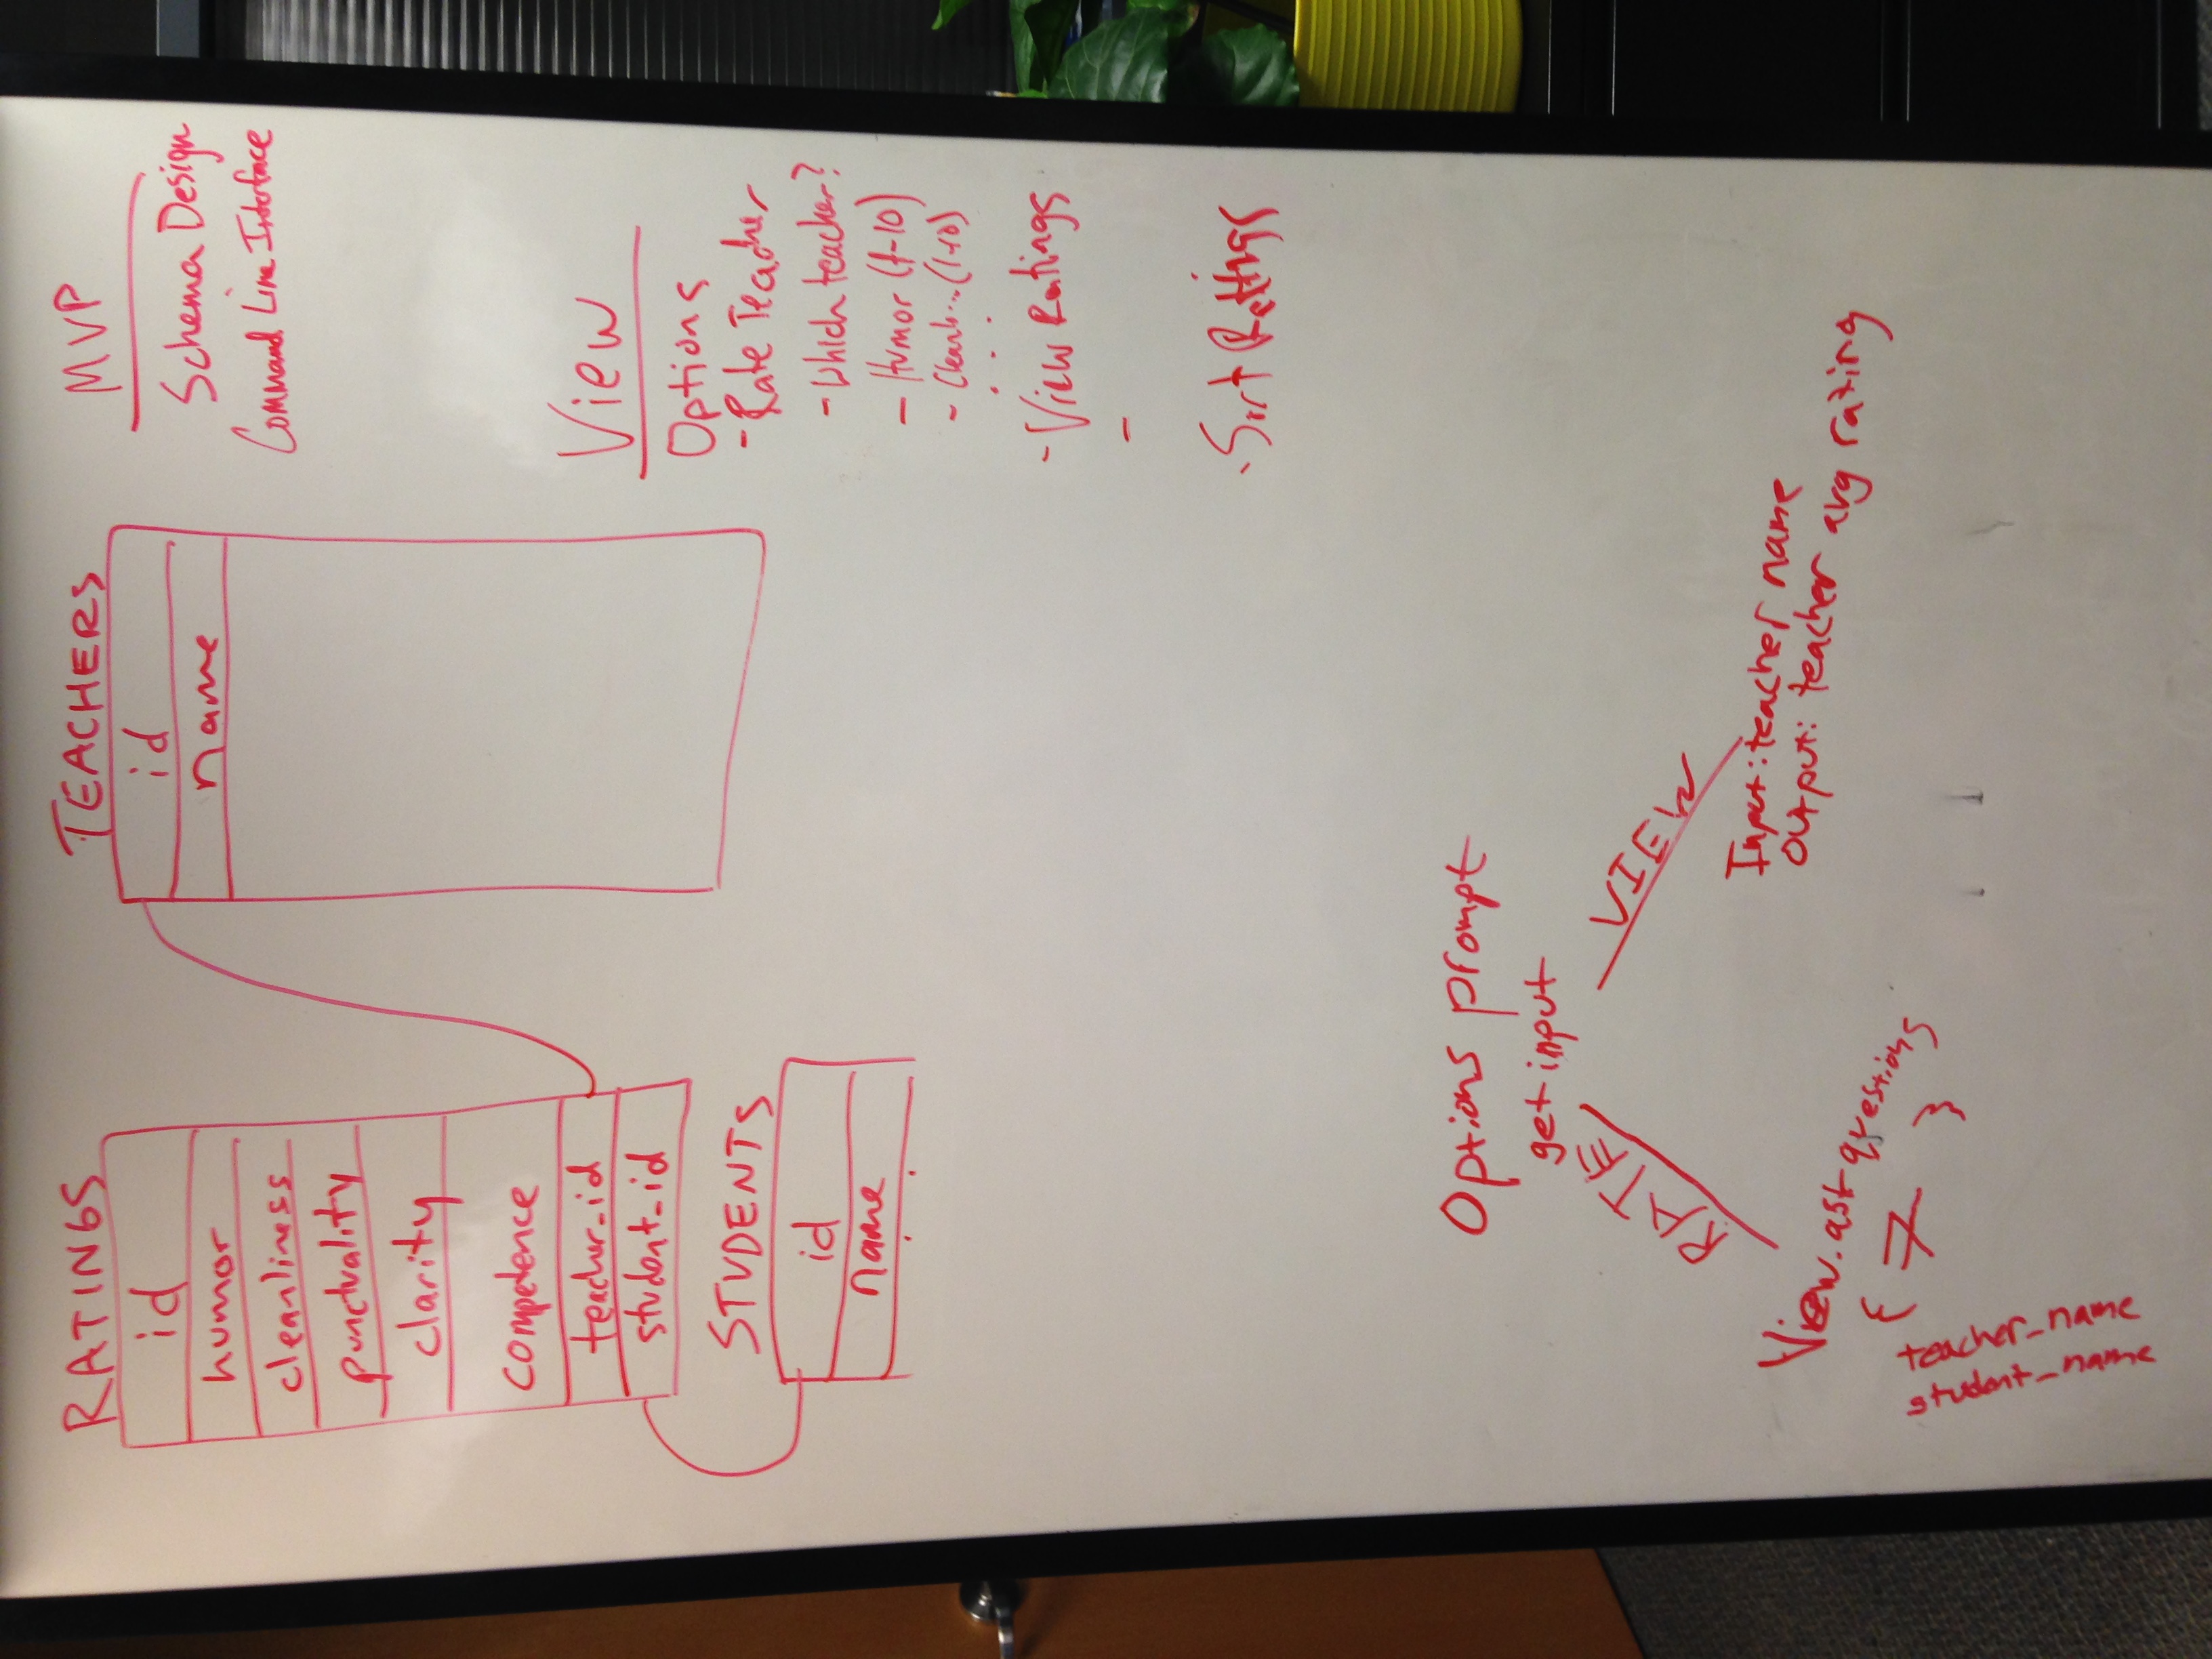 RATINGS
id
humor
cleanliness
punctuality
clarity
competence
teacher_id
student_id
STUDENTS
id
name
TEACHERS
id
name
MVP
Schema Design
Command Line Interface
View
Options
- Rate Teacher
- Which teacher?
- Humor (1-10)
- Cleanli... (1-10)
. . .
- View Ratings
-
. Sort Ratings
Options prompt
get input
RATE
VIEW
View. ask questions
{ => }
teacher_name
student_name
Input: teacher name
Output: teacher avg rating